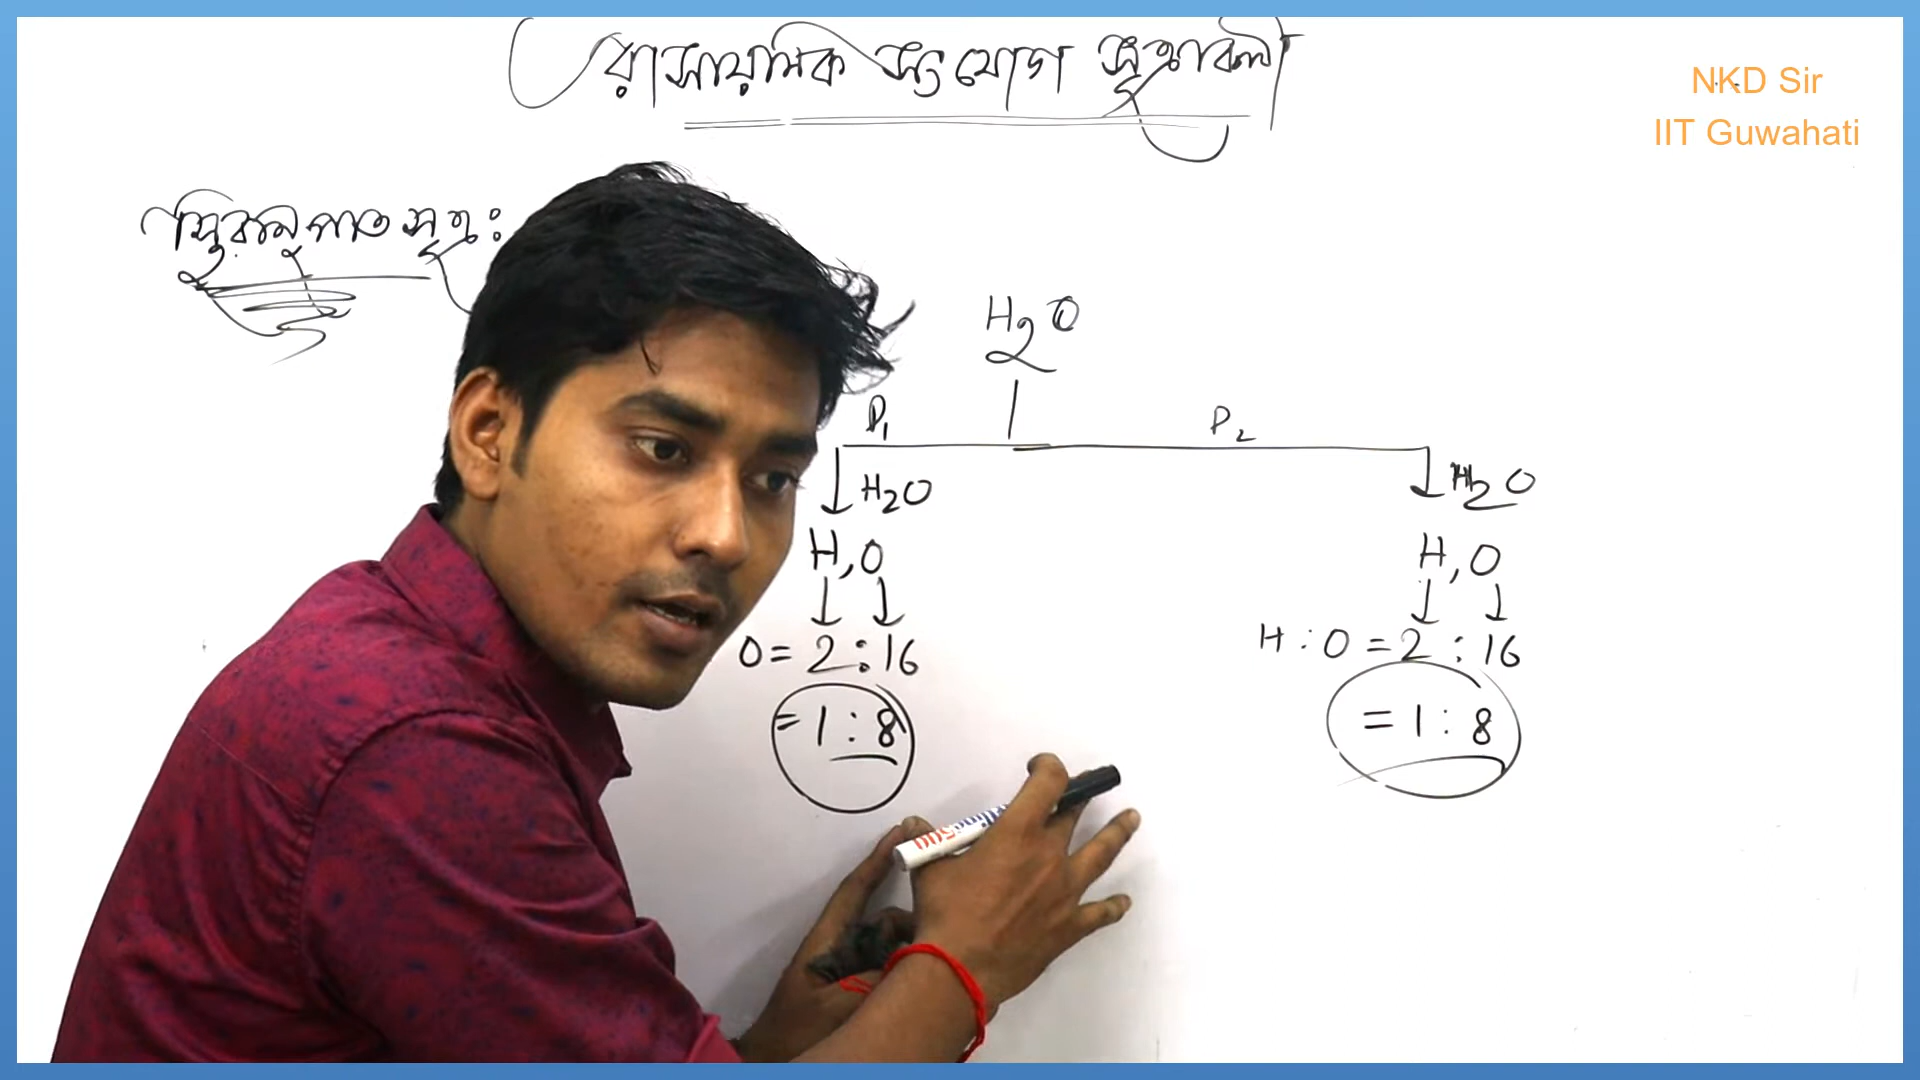 রাসায়নিক সংযোগ সূত্রাবলী
NKD Sir
IIT Guwahati
স্থিরানুপাত সূত্র:
H₂O
P₁ P₂
H₂O H₂O
H, O H, O
O = 2 : 16 H : O = 2 : 16
= 1 : 8 = 1 : 8